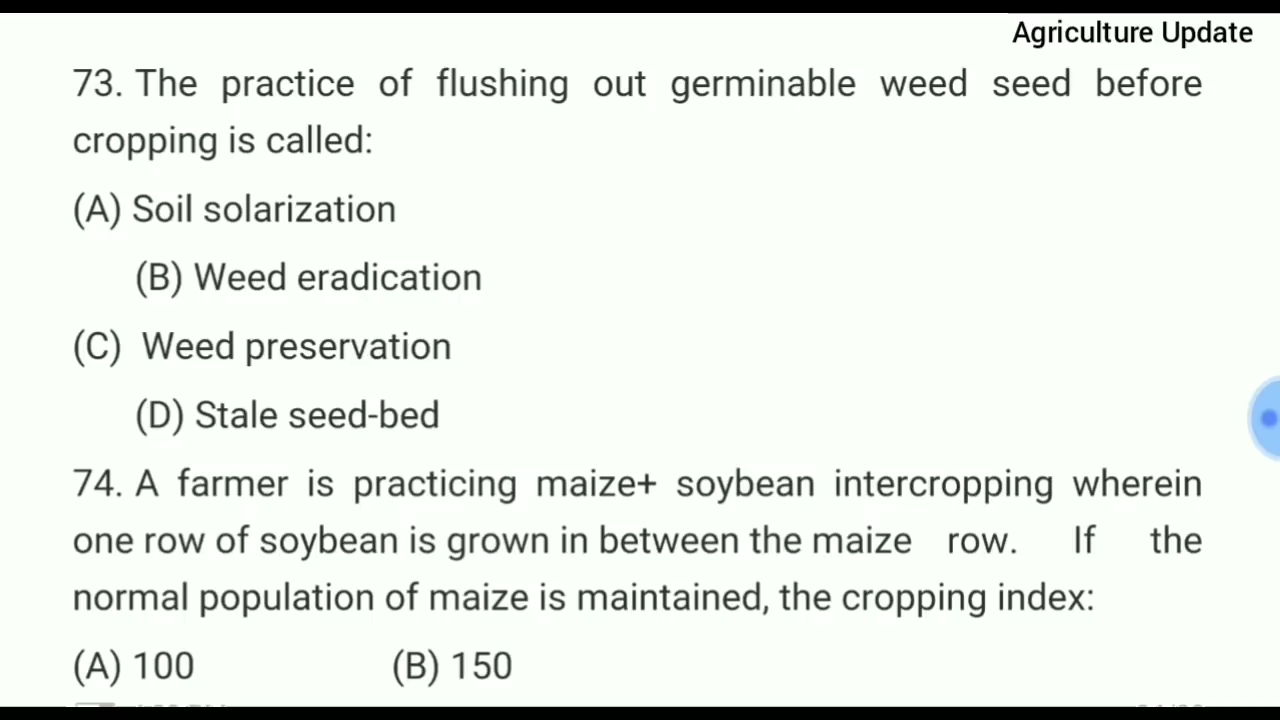 Agriculture Update
73. The practice of flushing out germinable weed seed before
cropping is called:
(A) Soil solarization
(B) Weed eradication
(C) Weed preservation
(D) Stale seed-bed
74. A farmer is practicing maize+ soybean intercropping wherein
one row of soybean is grown in between the maize row. If the
normal population of maize is maintained, the cropping index:
(A) 100 (B) 150